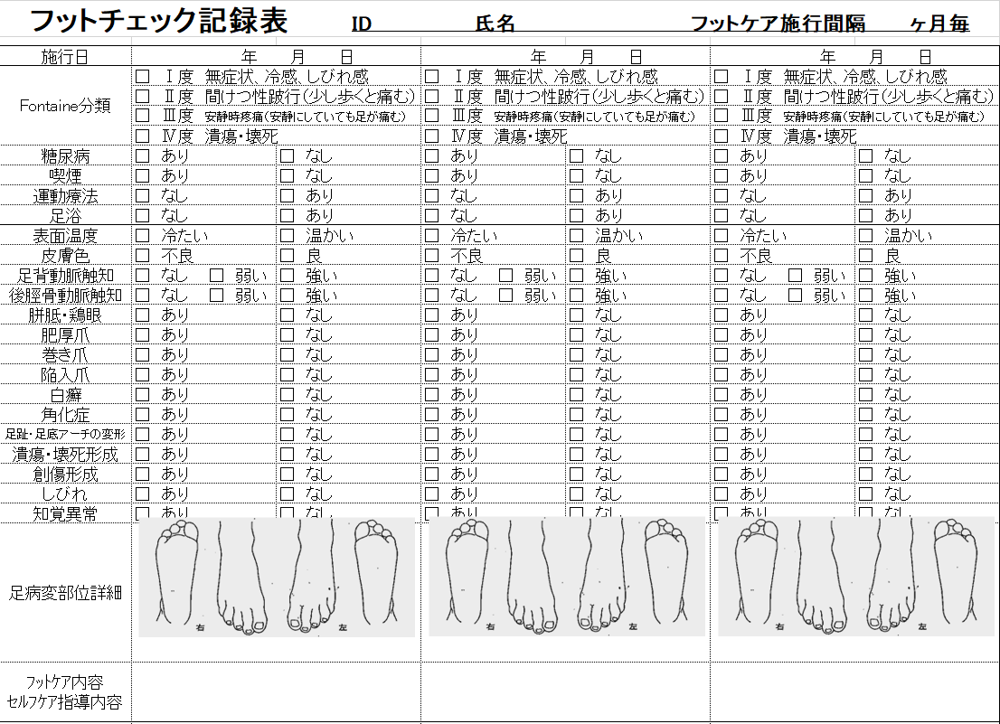 フットチェック記録表 ID 氏名 フットケア施行間隔 ヶ月毎
施行日 年 月 日 年 月 日 年 月 日
Fontaine分類
□ Ⅰ度 無症状、冷感、しびれ感 □ Ⅰ度 無症状、冷感、しびれ感 □ Ⅰ度 無症状、冷感、しびれ感
□ Ⅱ度 間けつ性跛行(少し歩くと痛む) □ Ⅱ度 間けつ性跛行(少し歩くと痛む) □ Ⅱ度 間けつ性跛行(少し歩くと痛む)
□ Ⅲ度 安静時疼痛(安静にしていても足が痛む) □ Ⅲ度 安静時疼痛(安静にしていても足が痛む) □ Ⅲ度 安静時疼痛(安静にしていても足が痛む)
□ Ⅳ度 潰瘍・壊死 □ Ⅳ度 潰瘍・壊死 □ Ⅳ度 潰瘍・壊死
糖尿病 □ あり □ なし □ あり □ なし □ あり □ なし
喫煙 □ あり □ なし □ あり □ なし □ あり □ なし
運動療法 □ なし □ あり □ なし □ あり □ なし □ あり
足浴 □ なし □ あり □ なし □ あり □ なし □ あり
表面温度 □ 冷たい □ 温かい □ 冷たい □ 温かい □ 冷たい □ 温かい
皮膚色 □ 不良 □ 良 □ 不良 □ 良 □ 不良 □ 良
足背動脈触知 □ なし □ 弱い □ 強い □ なし □ 弱い □ 強い □ なし □ 弱い □ 強い
後脛骨動脈触知 □ なし □ 弱い □ 強い □ なし □ 弱い □ 強い □ なし □ 弱い □ 強い
胼胝・鶏眼 □ あり □ なし □ あり □ なし □ あり □ なし
肥厚爪 □ あり □ なし □ あり □ なし □ あり □ なし
巻き爪 □ あり □ なし □ あり □ なし □ あり □ なし
陥入爪 □ あり □ なし □ あり □ なし □ あり □ なし
白癬 □ あり □ なし □ あり □ なし □ あり □ なし
角化症 □ あり □ なし □ あり □ なし □ あり □ なし
足趾・足底アーチの変形 □ あり □ なし □ あり □ なし □ あり □ なし
潰瘍・壊死形成 □ あり □ なし □ あり □ なし □ あり □ なし
創傷形成 □ あり □ なし □ あり □ なし □ あり □ なし
しびれ □ あり □ なし □ あり □ なし □ あり □ なし
知覚異常 □ あり □ なし □ あり □ なし □ あり □ なし
足病変部位詳細
右 左 右 左 右 左
フットケア内容
セルフケア指導内容